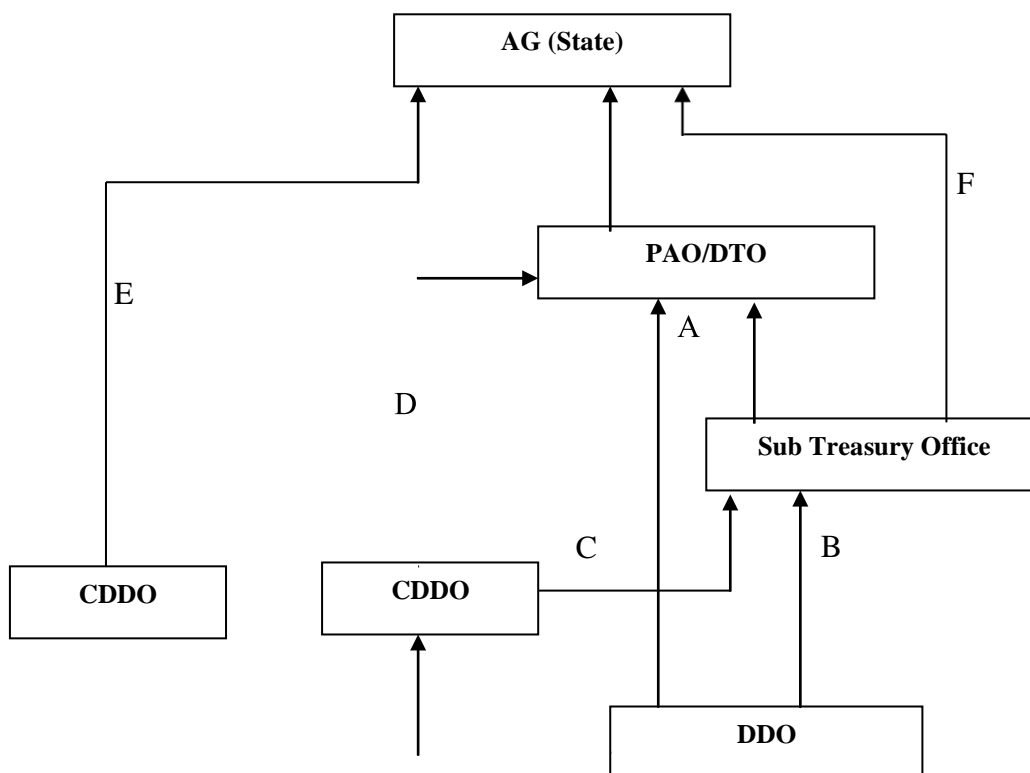 AG (State)
F
PAO/DTO
E
A
D
Sub Treasury Office
C
B
CDDO
CDDO
DDO